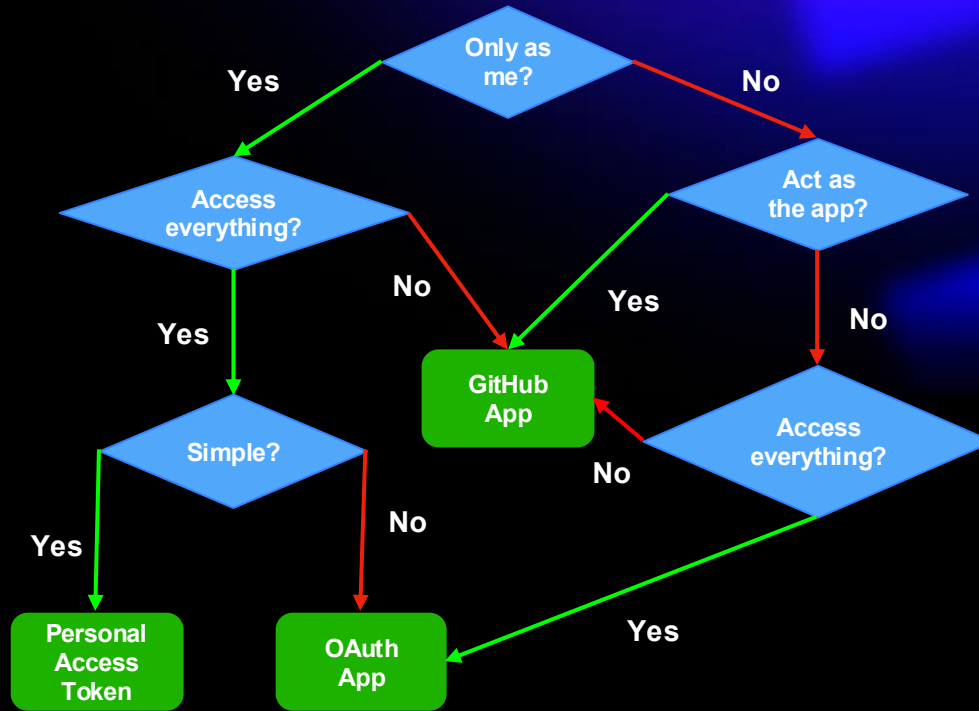 Only as
me?
Yes
No
Access
everything?
Act as
the app?
No
Yes
Yes
No
GitHub
App
Simple?
Access
everything?
No
No
Yes
Personal
Access
Token
OAuth
App
Yes